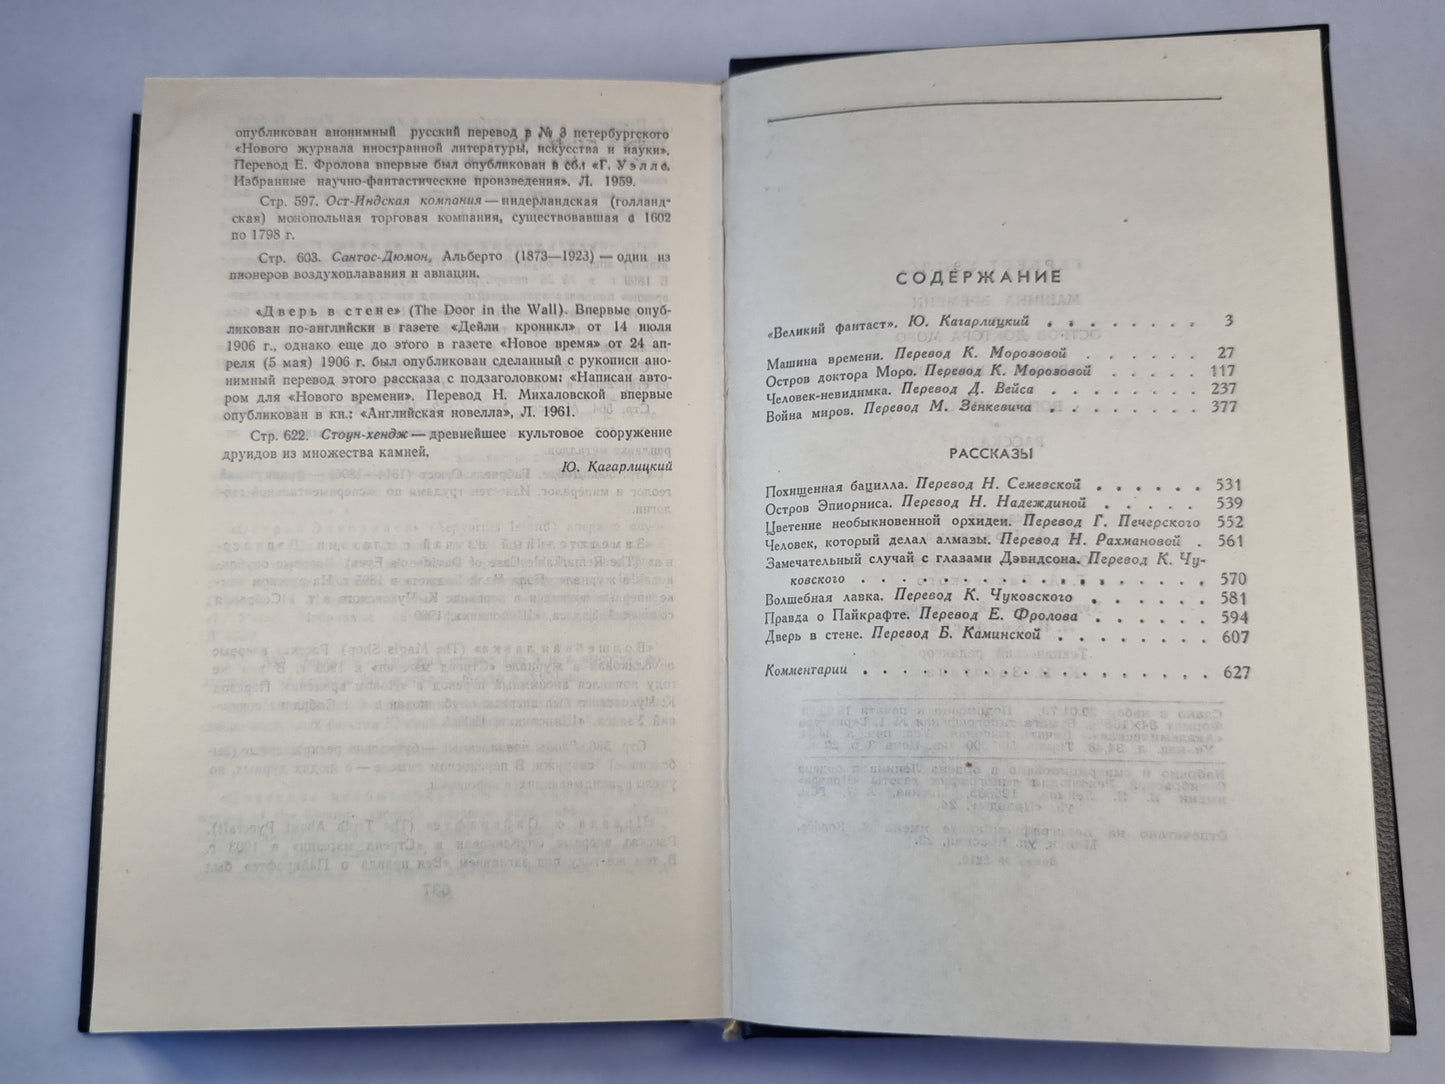 опубликован анонимный русский перевод в № 3 петербургского
«Нового журнала иностранной литературы, искусства и науки».
Перевод Е. Фролова впервые был опубликован в сб.: «Г. Уэллс.
Избранные научно-фантастические произведения». Л. 1959.
Стр. 597. Ост-Индская компания — нидерландская (голланд-
ская) монопольная торговая компания, существовавшая с 1602
по 1798 г.
Стр. 603. Сантос-Дюмон, Альберто (1873—1923) — один из
пионеров воздухоплавания и авиации.
«Дверь в стене» (The Door in the Wall). Впервые опуб-
ликован по-английски в газете «Дейли кроникл» от 14 июля
1906 г., однако еще до этого в газете «Новое время» от 24 ап-
реля (5 мая) 1906 г. был опубликован сделанный с рукописи ано-
нимный перевод этого рассказа с подзаголовком: «Написан авто-
ром для «Нового времени». Перевод Н. Михаловской впервые
опубликован в кн.: «Английская новелла», Л. 1961.
Стр. 622. Стоун-хендж — древнейшее культовое сооружение
друидов из множества камней.
Ю. Кагарлицкий
СОДЕРЖАНИЕ
«Великий фантаст». Ю. Кагарлицкий . . . . . . . . 3
Машина времени. Перевод К. Морозовой . . . . . . 27
Остров доктора Моро. Перевод К. Морозовой . . . . . 117
Человек-невидимка. Перевод Д. Вейса . . . . . . . 237
Война миров. Перевод М. Зенкевича . . . . . . . . 377
РАССКАЗЫ
Похищенная бацилла. Перевод Н. Семевской . . . . . . 531
Остров Эпиорниса. Перевод Н. Надеждиной . . . . . 539
Цветение необыкновенной орхидеи. Перевод Г. Печерского 552
Человек, который делал алмазы. Перевод Н. Рахмановой . 561
Замечательный случай с глазами Дэвидсона. Перевод К. Чу-
ковского . . . . . . . . . . . . . . . . . 570
Волшебная лавка. Перевод К. Чуковского . . . . . . 581
Правда о Пайкрафте. Перевод Е. Фролова . . . . . . 594
Дверь в стене. Перевод Б. Каминской . . . . . . . . 607
Комментарии . . . . . . . . . . . . . . . . . 627